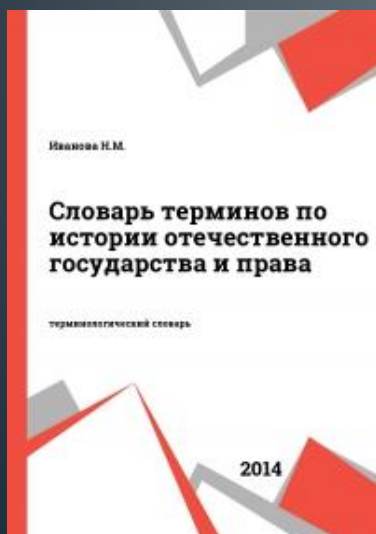 Иванова Н.М.
Словарь терминов по
истории отечественного
государства и права
терминологический словарь
2014